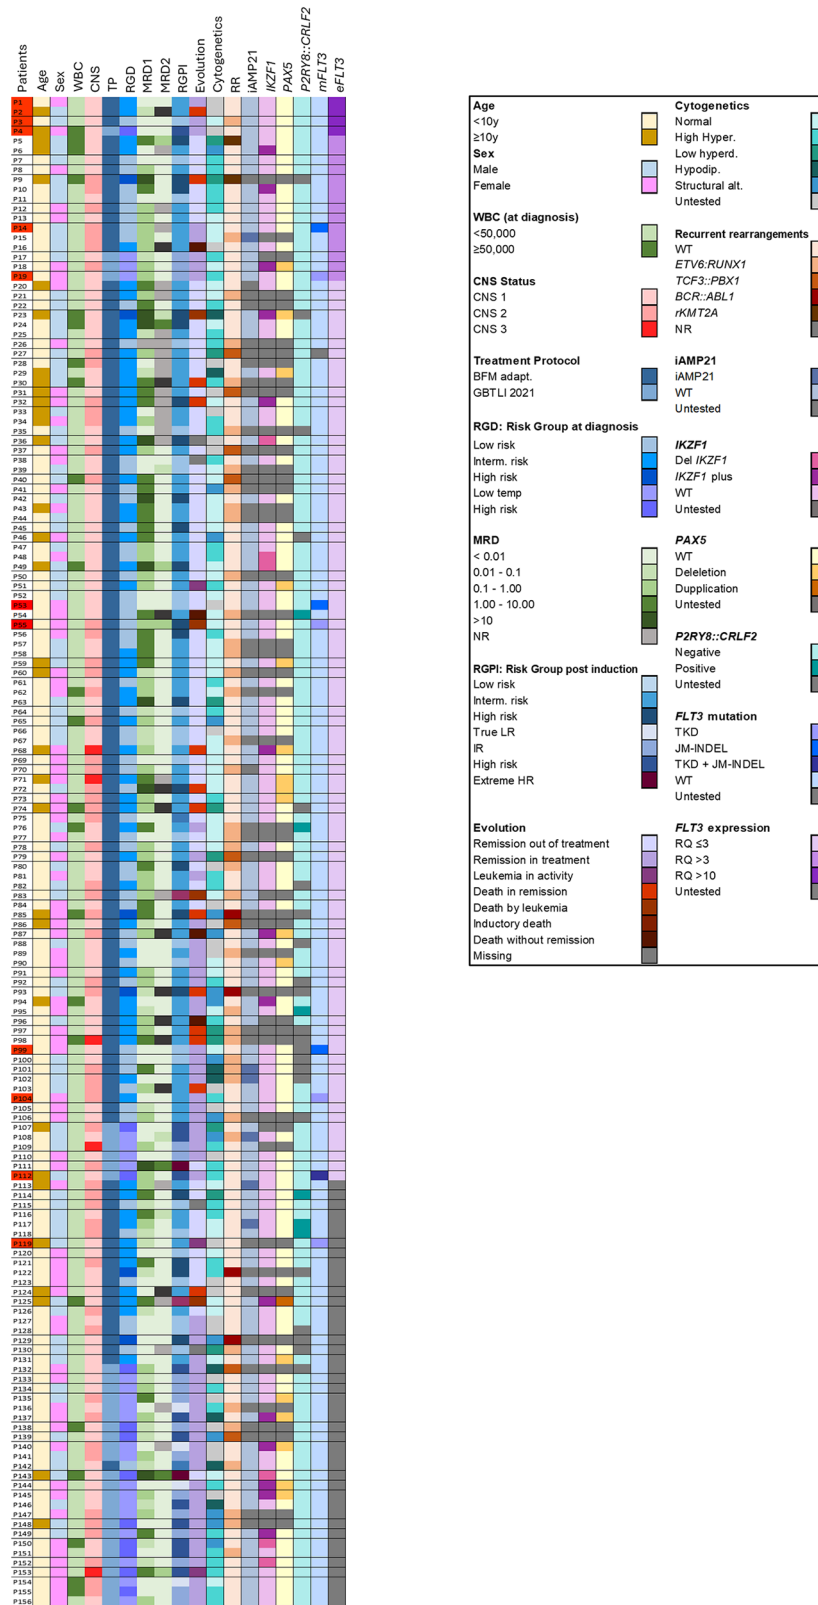 Patients
Age
Sex
WBC
CNS
TP
RGD
MRD1
MRD2
RGPI
Evolution
Cytogenetics
RR
iAMP21
IKZF1
PAX5
P2RY8::CRLF2
mFLT3
eFLT3
P1
P2
P3
P4
P5
P6
P7
P8
P9
P10
P11
P12
P13
P14
P15
P16
P17
P18
P19
P20
P21
P22
P23
P24
P25
P26
P27
P28
P29
P30
P31
P32
P33
P34
P35
P36
P37
P38
P39
P40
P41
P42
P43
P44
P45
P46
P47
P48
P49
P50
P51
P52
P53
P54
P55
P56
P57
P58
P59
P60
P61
P62
P63
P64
P65
P66
P67
P68
P69
P70
P71
P72
P73
P74
P75
P76
P77
P78
P79
P80
P81
P82
P83
P84
P85
P86
P87
P88
P89
P90
P91
P92
P93
P94
P95
P96
P97
P98
P99
P100
P101
P102
P103
P104
P105
P106
P107
P108
P109
P110
P111
P112
P113
P114
P115
P116
P117
P118
P119
P120
P121
P122
P123
P124
P125
P126
P127
P128
P129
P130
P131
P132
P133
P134
P135
P136
P137
P138
P139
P140
P141
P142
P143
P144
P145
P146
P147
P148
P149
P150
P151
P152
P153
P154
P155
P156
Age
<10y
≥10y
Sex
Male
Female
WBC (at diagnosis)
<50,000
≥50,000
CNS Status
CNS 1
CNS 2
CNS 3
Treatment Protocol
BFM adapt.
GBTLI 2021
RGD: Risk Group at diagnosis
Low risk
Interm. risk
High risk
Low temp
High risk
MRD
< 0.01
0.01 - 0.1
0.1 - 1.00
1.00 - 10.00
>10
NR
RGPI: Risk Group post induction
Low risk
Interm. risk
High risk
True LR
IR
High risk
Extreme HR
Evolution
Remission out of treatment
Remission in treatment
Leukemia in activity
Death in remission
Death by leukemia
Inductory death
Death without remission
Missing
Cytogenetics
Normal
High Hyper.
Low hyperd.
Hypodip.
Structural alt.
Untested
Recurrent rearrangements
WT
ETV6:RUNX1
TCF3::PBX1
BCR::ABL1
rKMT2A
NR
iAMP21
iAMP21
WT
Untested
IKZF1
Del IKZF1
IKZF1 plus
WT
Untested
PAX5
WT
Deleletion
Dupplication
Untested
P2RY8::CRLF2
Negative
Positive
Untested
FLT3 mutation
TKD
JM-INDEL
TKD + JM-INDEL
WT
Untested
FLT3 expression
RQ ≤3
RQ >3
RQ >10
Untested